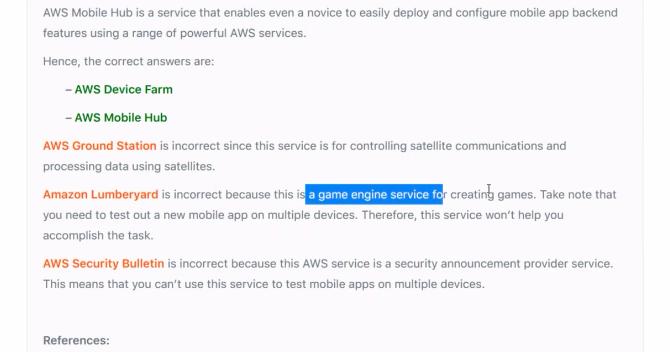 AWS Mobile Hub is a service that enables even a novice to easily deploy and configure mobile app backend
features using a range of powerful AWS services.
Hence, the correct answers are:
– AWS Device Farm
– AWS Mobile Hub
AWS Ground Station is incorrect since this service is for controlling satellite communications and
processing data using satellites.
Amazon Lumberyard is incorrect because this is a game engine service for creating games. Take note that
you need to test out a new mobile app on multiple devices. Therefore, this service won't help you
accomplish the task.
AWS Security Bulletin is incorrect because this AWS service is a security announcement provider service.
This means that you can't use this service to test mobile apps on multiple devices.
References: